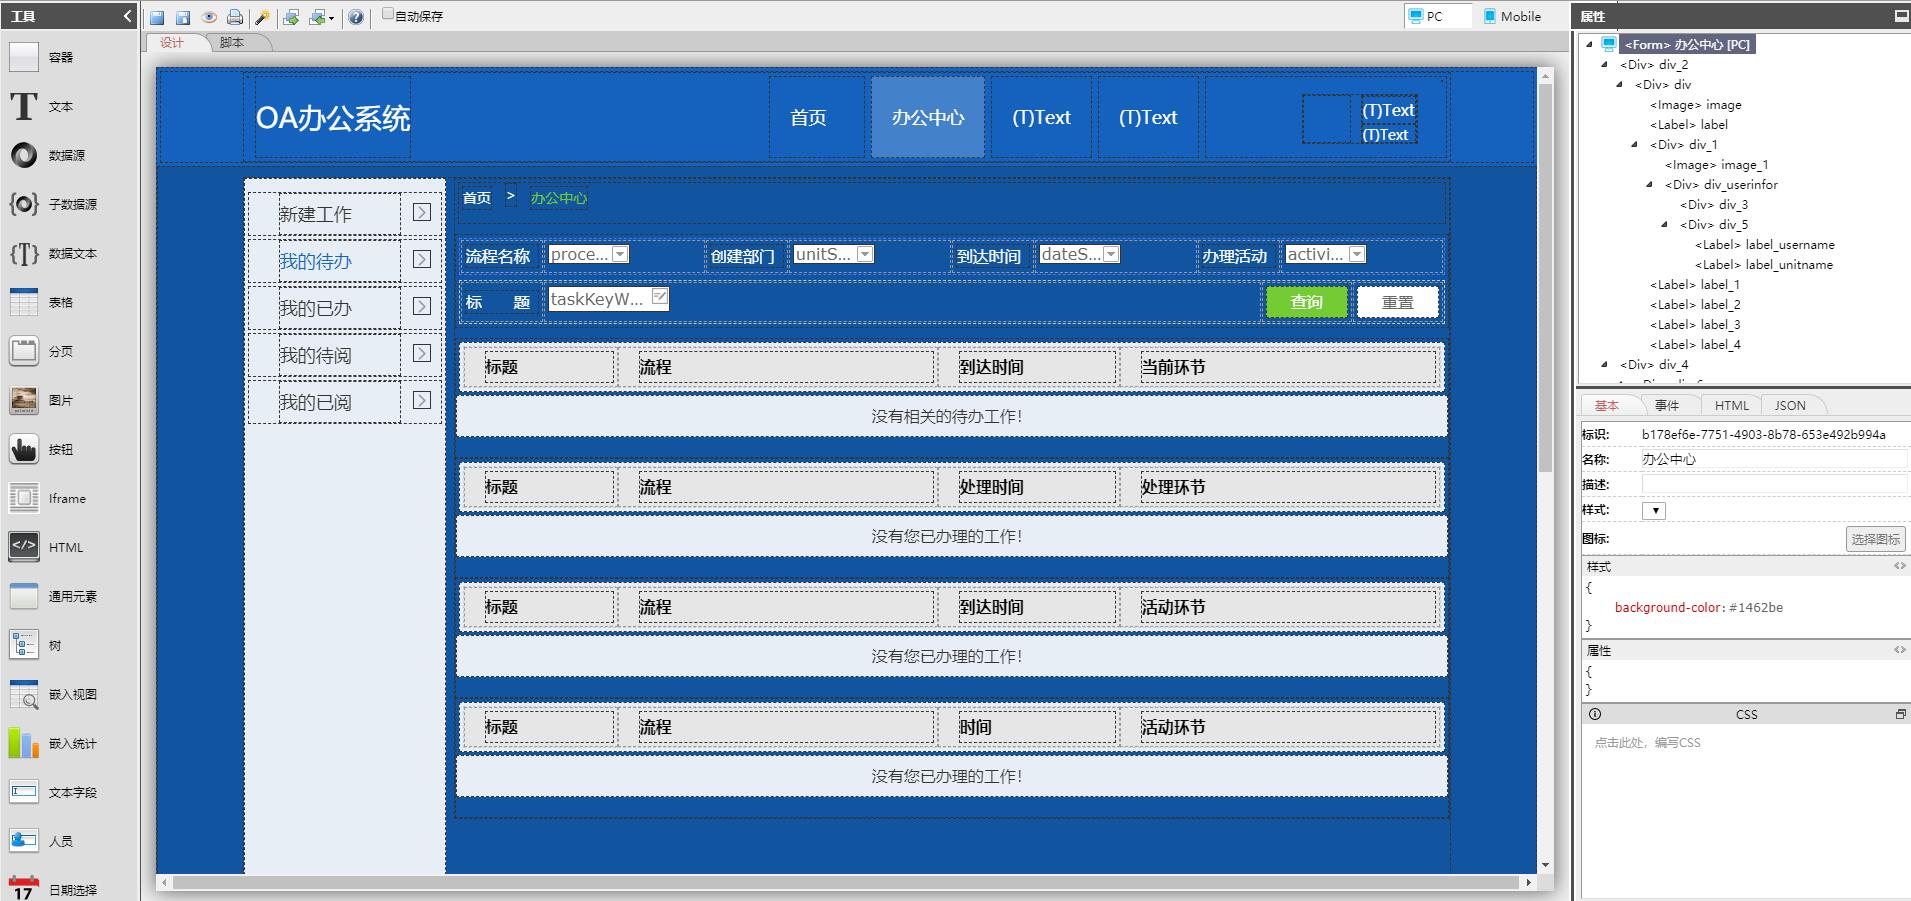 工具
自动保存
PC
Mobile
属性
设计
脚本
容器
文本
数据源
子数据源
数据文本
表格
分页
图片
按钮
Iframe
HTML
通用元素
树
嵌入视图
嵌入统计
文本字段
人员
17
日期选择
OA办公系统
首页
办公中心
(T)Text
(T)Text
(T)Text
(T)Text
新建工作
我的待办
我的已办
我的待阅
我的已阅
首页 > 办公中心
流程名称 proce... 创建部门 unitS... 到达时间 dateS... 办理活动 activi...
标 题 taskKeyW... 查询 重置
标题 流程 到达时间 当前环节
没有相关的待办工作!
标题 流程 处理时间 处理环节
没有您已办理的工作!
标题 流程 到达时间 活动环节
没有您已办理的工作!
标题 流程 时间 活动环节
没有您已办理的工作!
<Form> 办公中心 [PC]
<Div> div_2
<Div> div
<Image> image
<Label> label
<Div> div_1
<Image> image_1
<Div> div_userinfor
<Div> div_3
<Div> div_5
<Label> label_username
<Label> label_unitname
<Label> label_1
<Label> label_2
<Label> label_3
<Label> label_4
<Div> div_4
基本 事件 HTML JSON
标识: b178ef6e-7751-4903-8b78-653e492b994a
名称: 办公中心
描述:
样式:
图标: 选择图标
样式 <>
{
background-color: #1462be
}
属性 <>
{
}
CSS
点击此处, 编写CSS